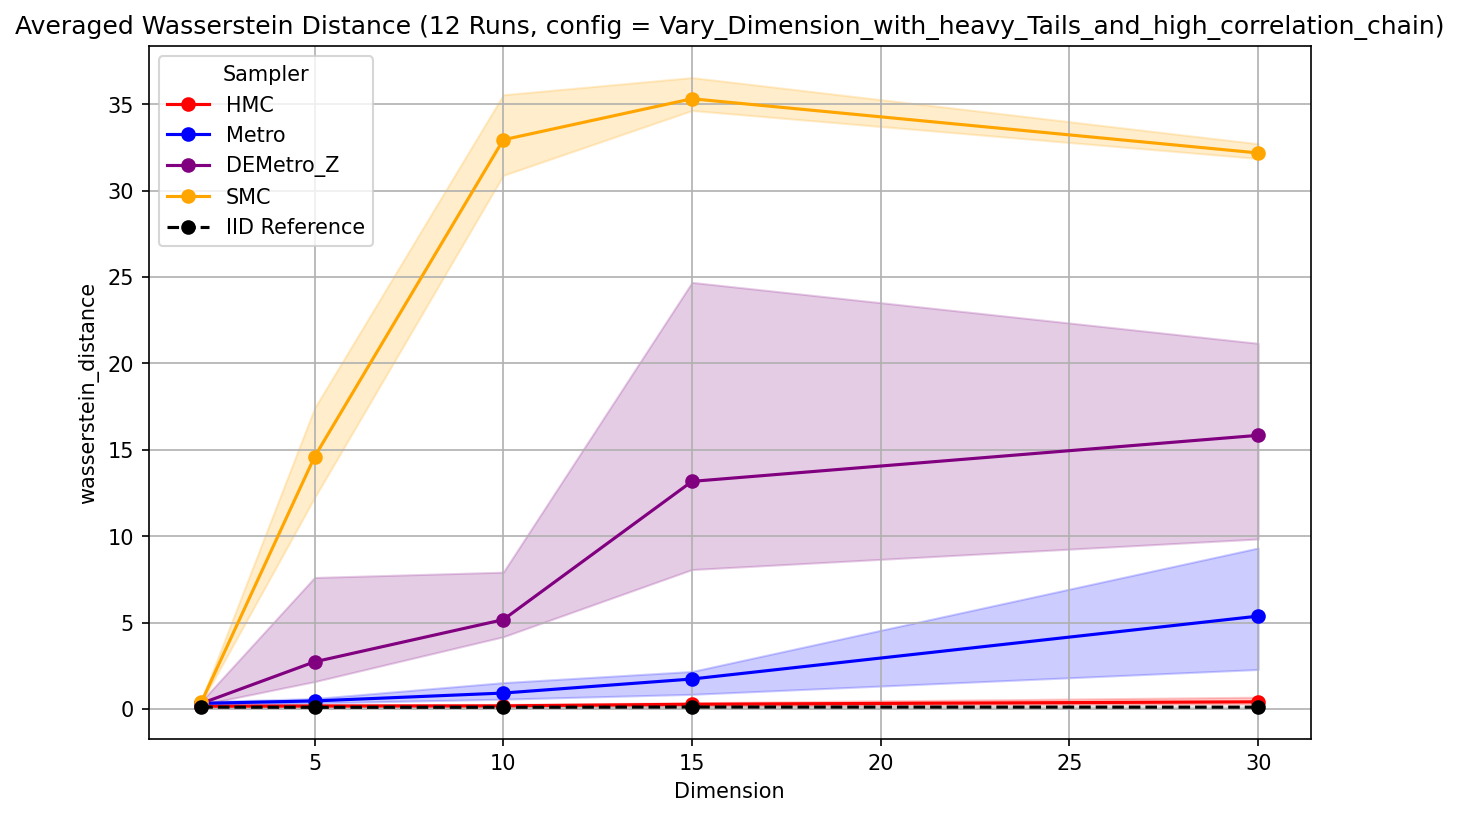 Averaged Wasserstein Distance (12 Runs, config = Vary_Dimension_with_heavy_Tails_and_high_correlation_chain)
Sampler
HMC
Metro
DEMetro_Z
SMC
IID Reference
wasserstein_distance
35
30
25
20
15
10
5
0
5
10
15
20
25
30
Dimension